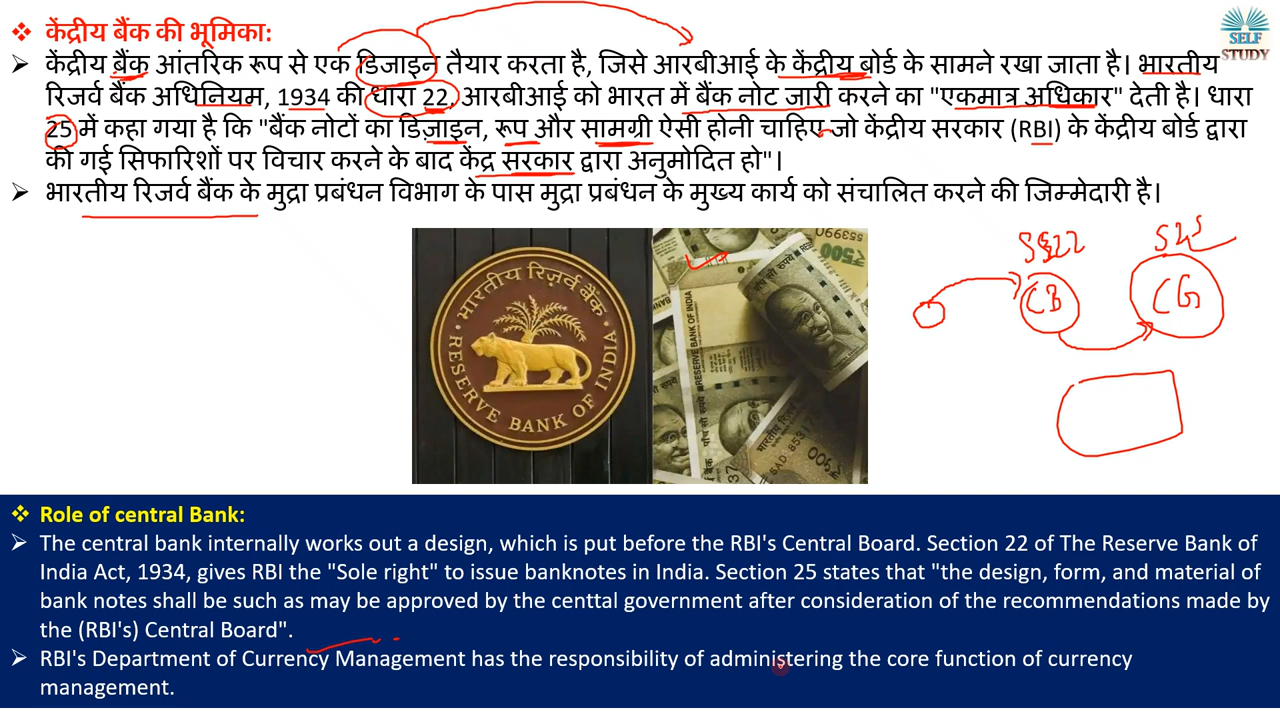 ❖ केंद्रीय बैंक की भूमिका:
SELF
STUDY
➤ केंद्रीय बैंक आंतरिक रूप से एक डिजाइन तैयार करता है, जिसे आरबीआई के केंद्रीय बोर्ड के सामने रखा जाता है। भारतीय
रिजर्व बैंक अधिनियम, 1934 की धारा 22, आरबीआई को भारत में बैंक नोट जारी करने का "एकमात्र अधिकार" देती है। धारा
25 में कहा गया है कि "बैंक नोटों का डिज़ाइन, रूप और सामग्री ऐसी होनी चाहिए जो केंद्रीय सरकार (RBI) के केंद्रीय बोर्ड द्वारा
की गई सिफारिशों पर विचार करने के बाद केंद्र सरकार द्वारा अनुमोदित हो"।
➤ भारतीय रिजर्व बैंक के मुद्रा प्रबंधन विभाग के पास मुद्रा प्रबंधन के मुख्य कार्य को संचालित करने की जिम्मेदारी है।
भारतीय रिज़र्व बैंक
RESERVE BANK OF INDIA
553990
₹500
RESERVE BANK OF INDIA
पाँच सौ रुपये
CB
CG
❖ Role of central Bank:
➤ The central bank internally works out a design, which is put before the RBI's Central Board. Section 22 of The Reserve Bank of
India Act, 1934, gives RBI the "Sole right" to issue banknotes in India. Section 25 states that "the design, form, and material of
bank notes shall be such as may be approved by the centtal government after consideration of the recommendations made by
the (RBI's) Central Board".
➤ RBI's Department of Currency Management has the responsibility of administering the core function of currency
management.